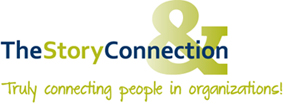 TheStoryConnection &
Truly connecting people in organizations!